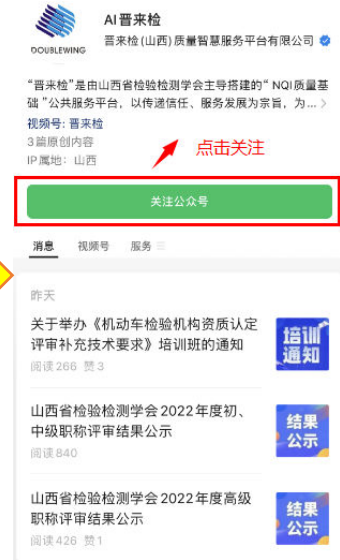 AI晋来检
晋来检(山西)质量智慧服务平台有限公司
DOUBLEWING
“晋来检”是由山西省检验检测学会主导搭建的“NQI质量基
础”公共服务平台，以传递信任、服务发展为宗旨，为...
视频号: 晋来检
3篇原创内容
IP属地：山西
点击关注
关注公众号
消息 视频号 服务
昨天
关于举办《机动车检验机构资质认定
评审补充技术要求》培训班的通知
阅读266 赞3
培训
通知
山西省检验检测学会2022年度初、
中级职称评审结果公示
阅读840
结果
公示
山西省检验检测学会2022年度高级
职称评审结果公示
阅读426 赞1
结果
公示